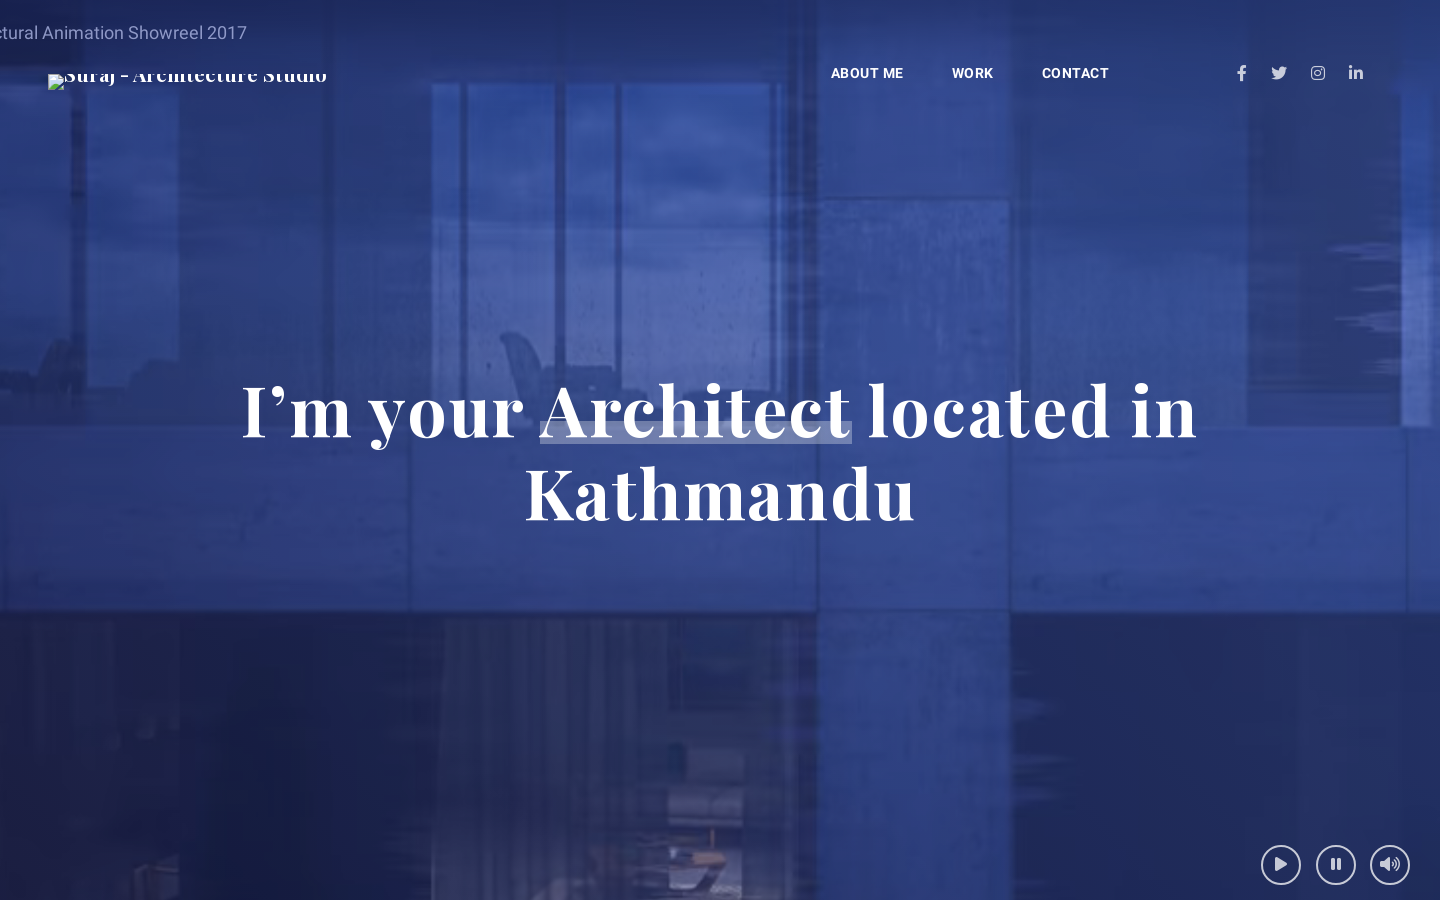 ctural Animation Showreel 2017
Suraj - Architecture Studio
ABOUT ME
WORK
CONTACT
I’m your Architect located in
Kathmandu